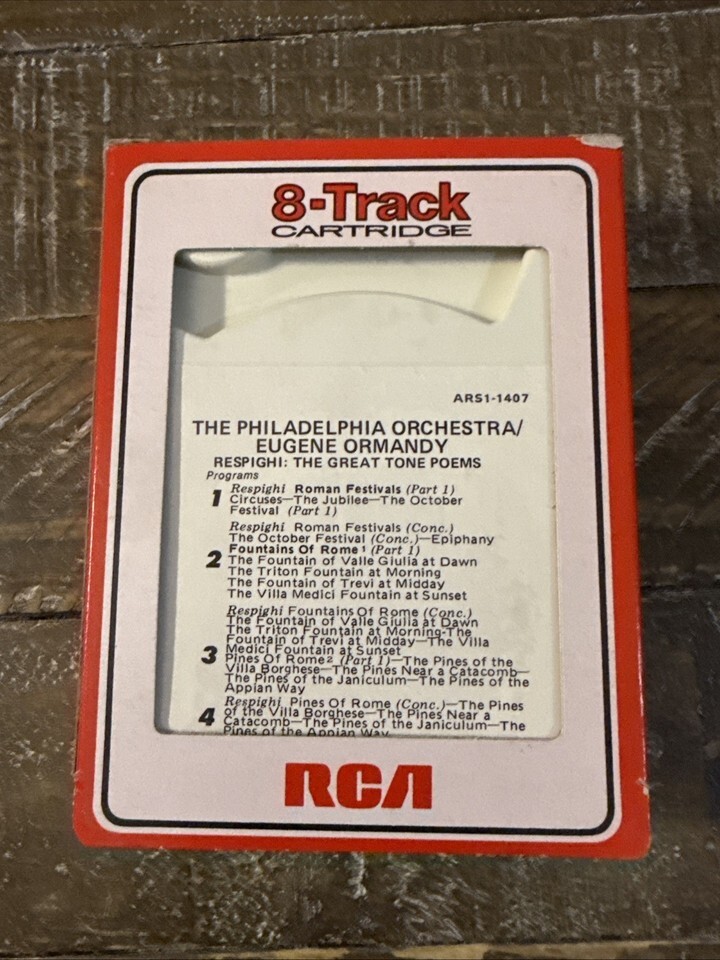 8-Track
CARTRIDGE
ARS1-1407
THE PHILADELPHIA ORCHESTRA/
EUGENE ORMANDY
RESPIGHI: THE GREAT TONE POEMS
Programs
1 Respighi Roman Festivals (Part 1)
Circuses—The Jubilee—The October
Festival (Part 1)
Respighi Roman Festivals (Conc.)
The October Festival (Conc.)—Epiphany
Fountains Of Rome¹ (Part 1)
2 The Fountain of Valle Giulia at Dawn
The Triton Fountain at Morning
The Fountain of Trevi at Midday
The Villa Medici Fountain at Sunset
Respighi Fountains Of Rome (Conc.)
The Fountain of Valle Giulia at Dawn
The Triton Fountain at Morning-The
Fountain of Trevi at Midday—The Villa
Medici Fountain at Sunset
3 Pines Of Rome² (Part 1)—The Pines of the
Villa Borghese—The Pines Near a Catacomb—
The Pines of the Janiculum—The Pines of the
Appian Way
Respighi Pines Of Rome (Conc.)—The Pines
4 of the Villa Borghese—The Pines Near a
Catacomb—The Pines of the Janiculum—The
Pines of the Appian Way
RCA